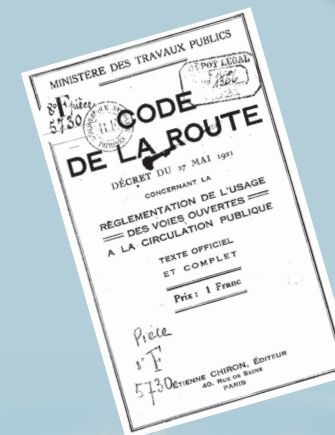 MINISTÈRE DES TRAVAUX PUBLICS
DÉPOT LEGAL
8° F pièce
5730
CODE
DE LA ROUTE
DÉCRET DU 27 MAI 1921
CONCERNANT LA
RÉGLEMENTATION DE L'USAGE
DES VOIES OUVERTES
A LA CIRCULATION PUBLIQUE
TEXTE OFFICIEL
ET COMPLET
Prix : 1 Franc
Pièce
8° F
5730
ETIENNE CHIRON, ÉDITEUR
40, RUE DE SEINE
PARIS